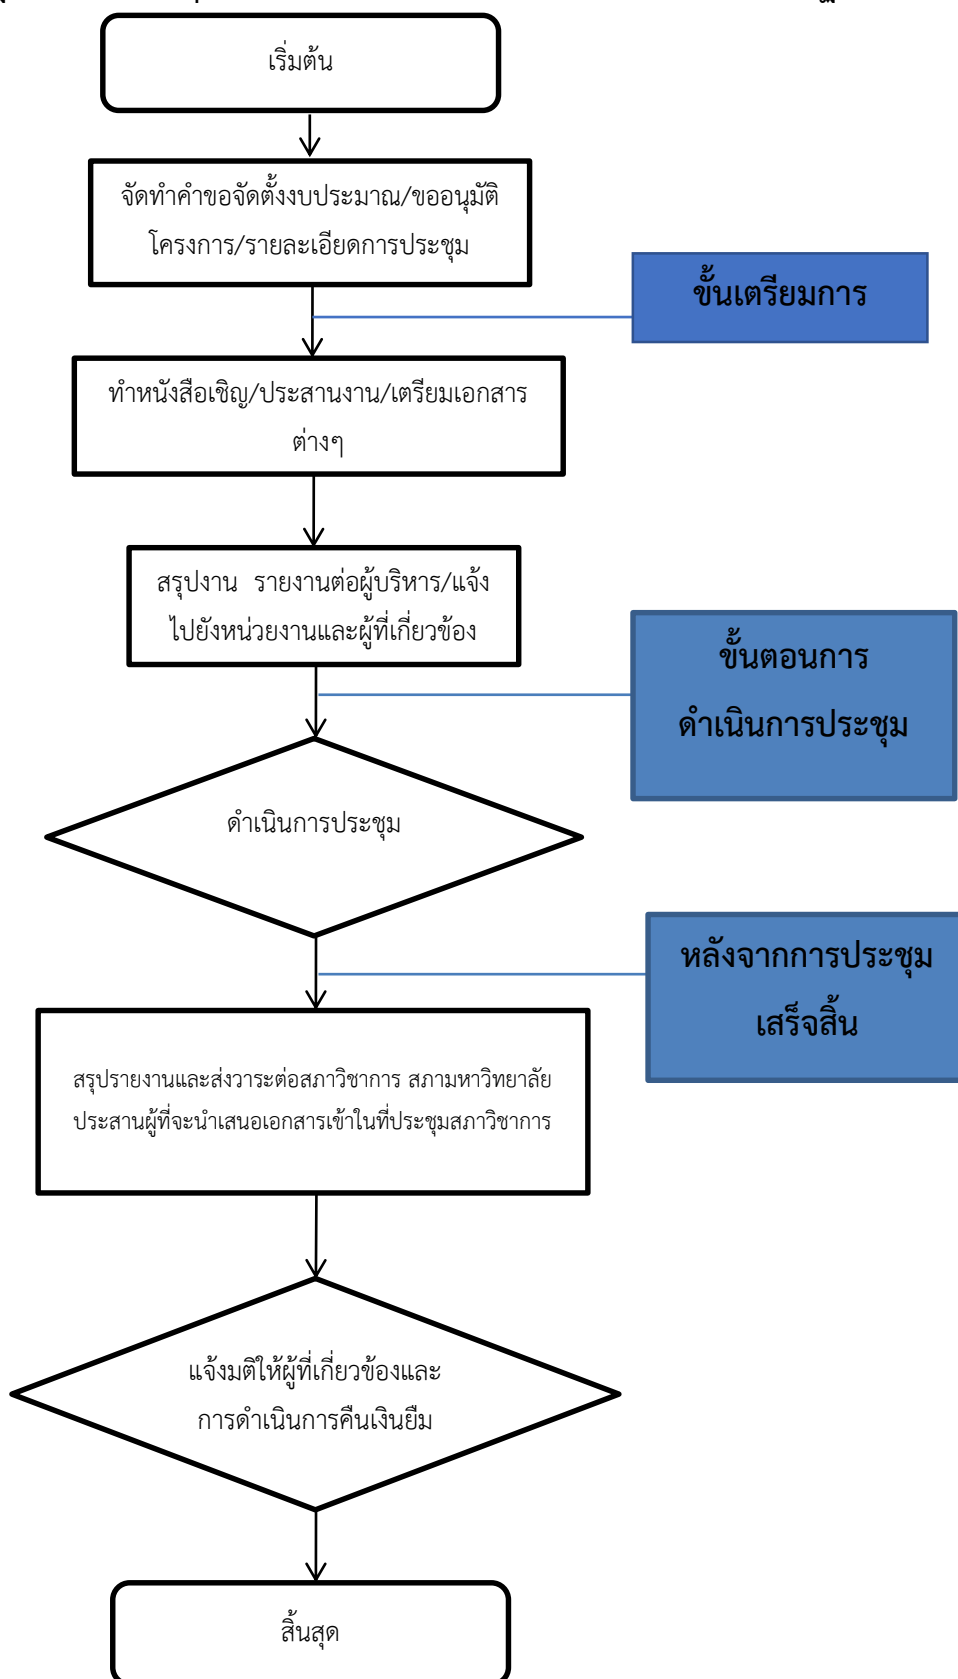 เริ่มต้น
จัดทำคำขอจัดตั้งงบประมาณ/ขออนุมัติ
โครงการ/รายละเอียดการประชุม
ขั้นเตรียมการ
ทำหนังสือเชิญ/ประสานงาน/เตรียมเอกสาร
ต่างๆ
สรุปงาน รายงานต่อผู้บริหาร/แจ้ง
ไปยังหน่วยงานและผู้ที่เกี่ยวข้อง
ขั้นตอนการ
ดำเนินการประชุม
ดำเนินการประชุม
หลังจากการประชุม
เสร็จสิ้น
สรุปรายงานและส่งวาระต่อสภาวิชาการ สภามหาวิทยาลัย
ประสานผู้ที่จะนำเสนอเอกสารเข้าในที่ประชุมสภาวิชาการ
แจ้งมติให้ผู้ที่เกี่ยวข้องและ
การดำเนินการคืนเงินยืม
สิ้นสุด